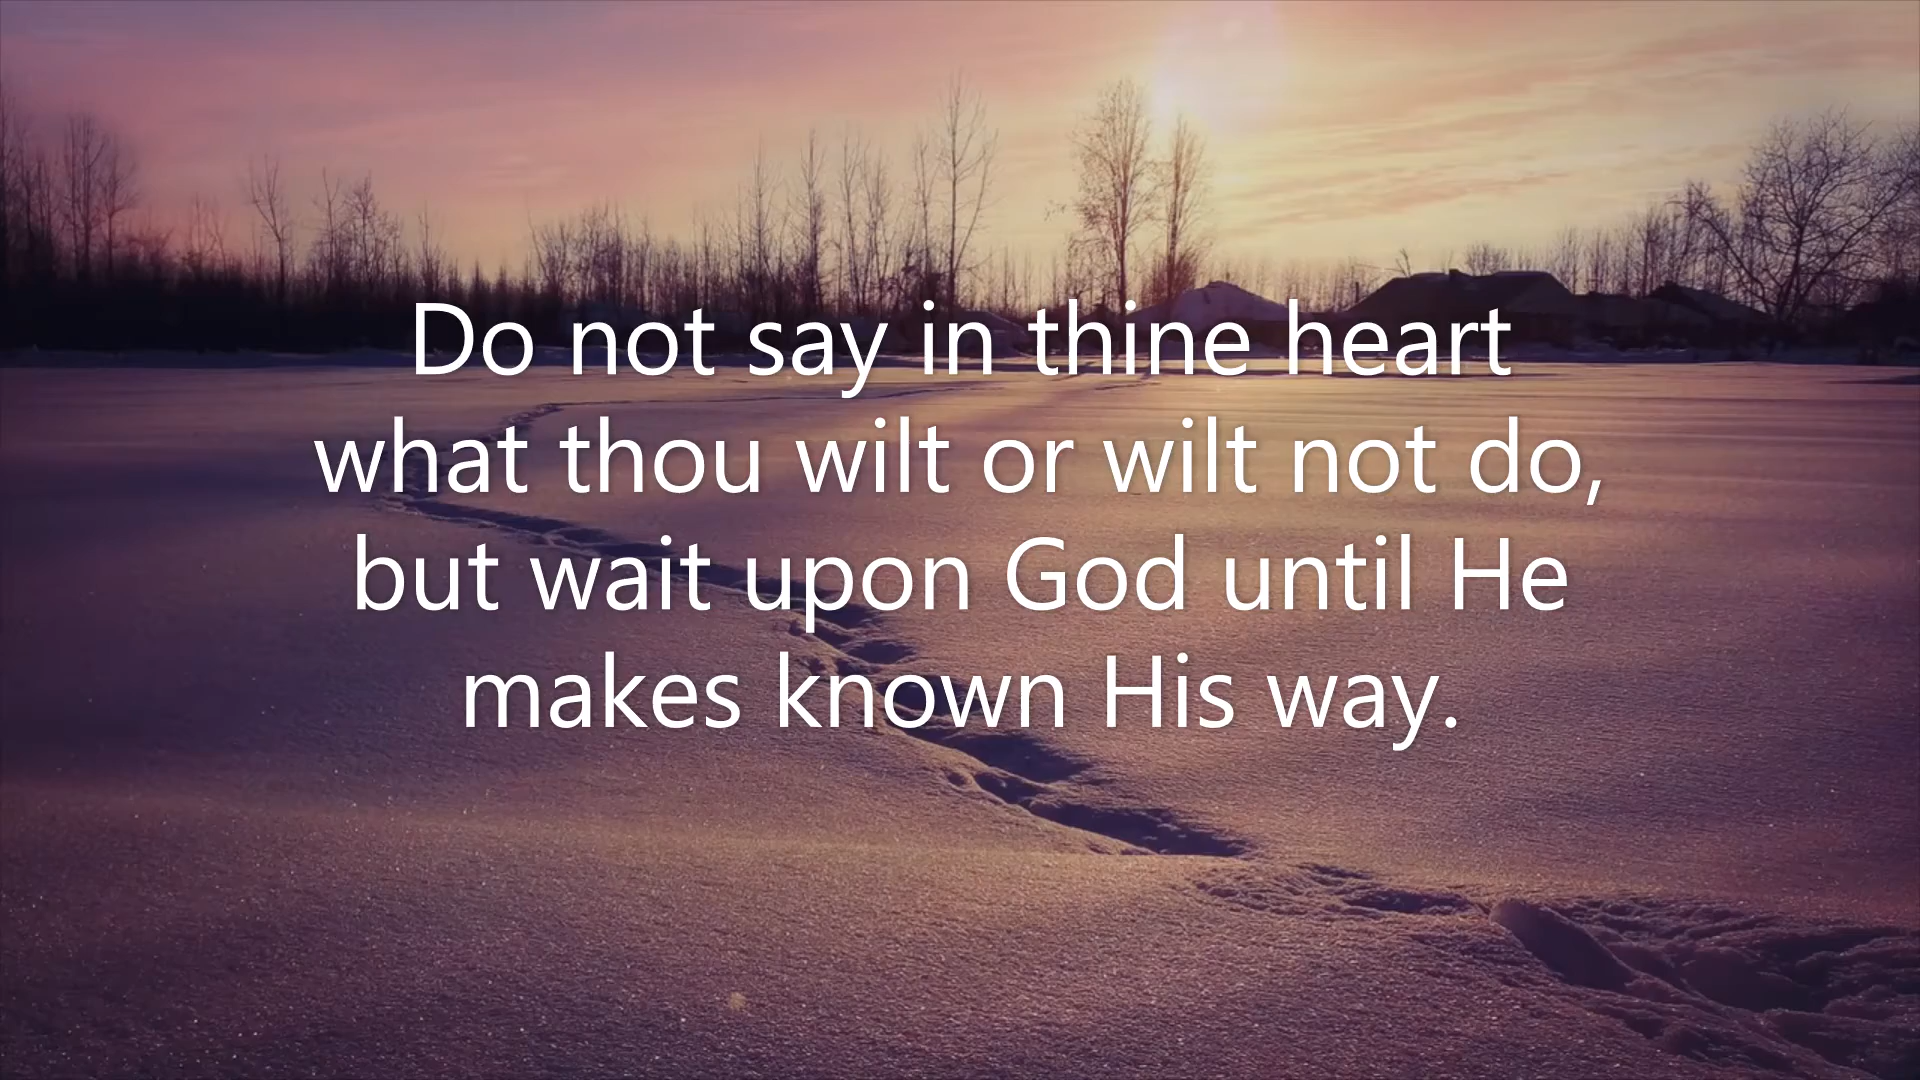 Do not say in thine heart
what thou wilt or wilt not do,
but wait upon God until He
makes known His way.